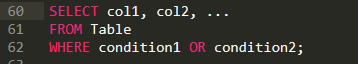 60 SELECT col1, col2, ...
61 FROM Table
62 WHERE condition1 OR condition2;